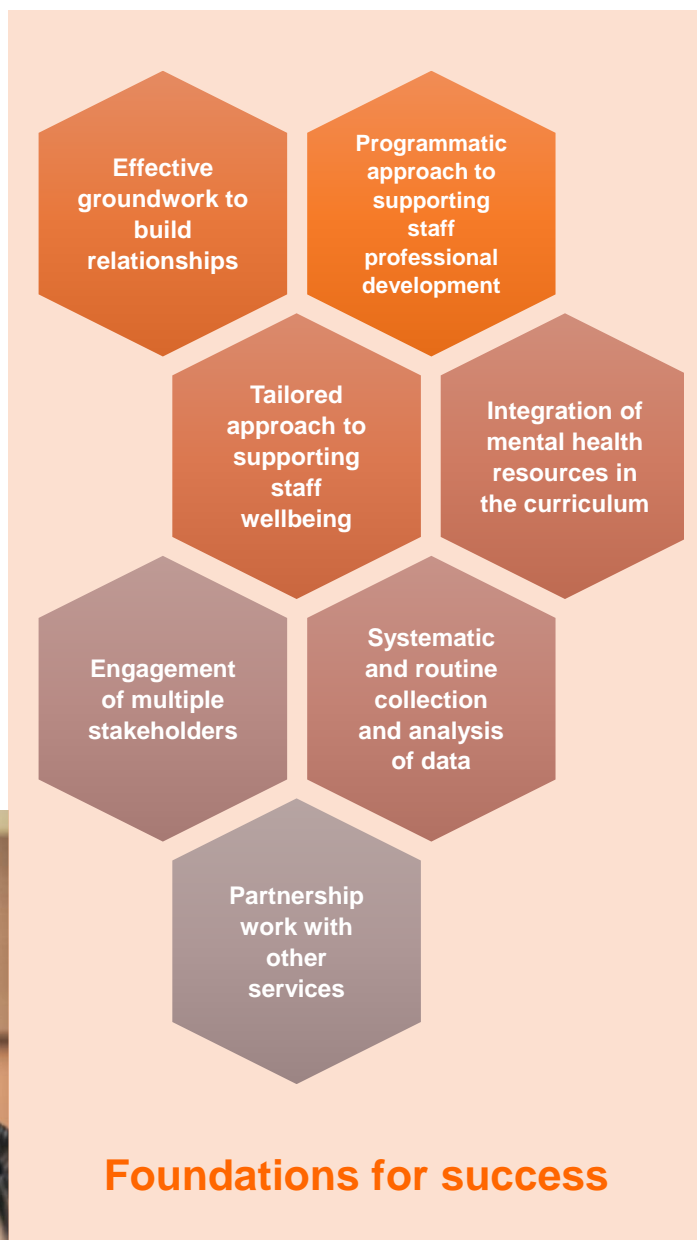 Effective
groundwork to
build
relationships
Programmatic
approach to
supporting
staff
professional
development
Tailored
approach to
supporting
staff
wellbeing
Integration of
mental health
resources in
the curriculum
Engagement
of multiple
stakeholders
Systematic
and routine
collection
and analysis
of data
Partnership
work with
other
services
Foundations for success